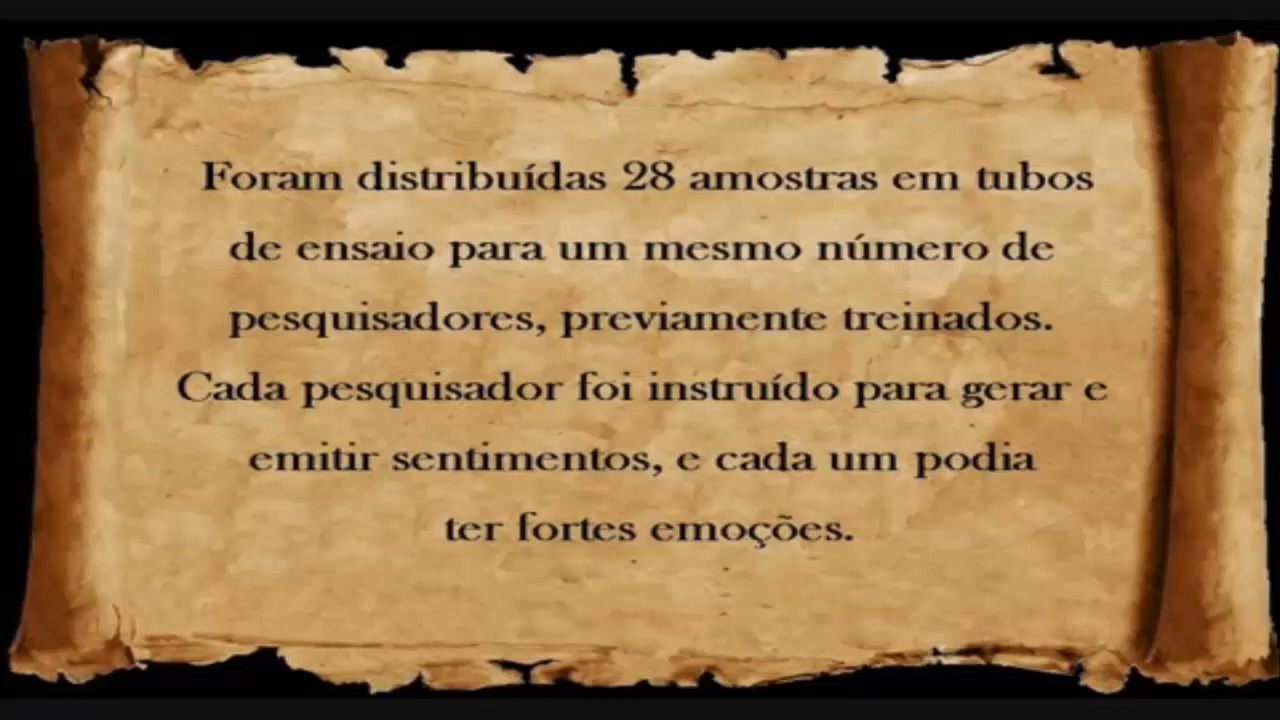 Foram distribuídas 28 amostras em tubos
de ensaio para um mesmo número de
pesquisadores, previamente treinados.
Cada pesquisador foi instruído para gerar e
emitir sentimentos, e cada um podia
ter fortes emoções.